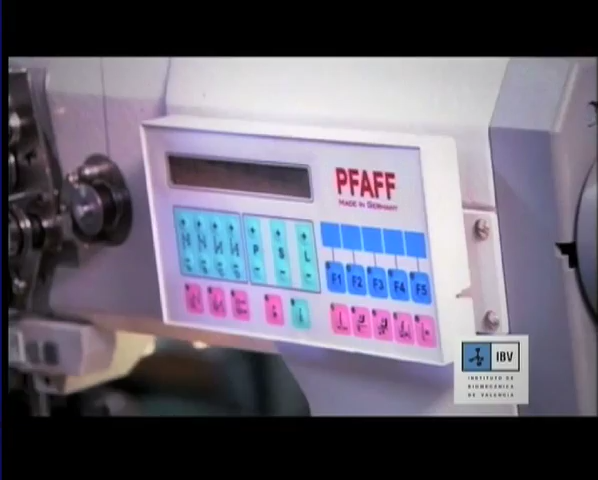 PFAFF
MADE IN GERMANY
P S L
F1 F2 F3 F4 F5
IBV
INSTITUTO DE
BIOMECÁNICA
DE VALENCIA